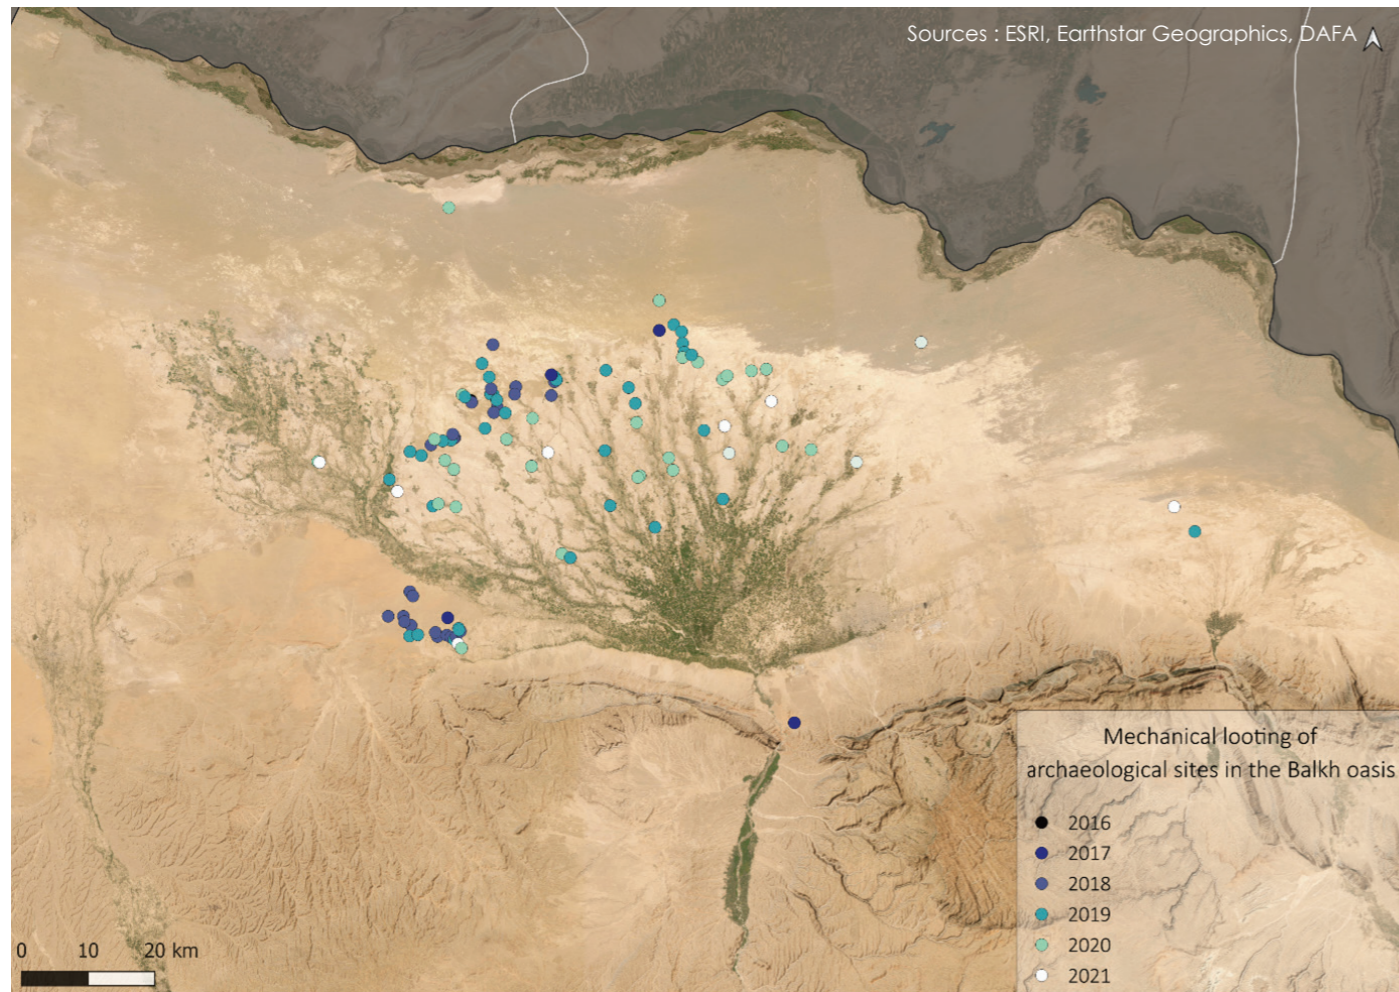 Sources : ESRI, Earthstar Geographics, DAFA
Mechanical looting of
archaeological sites in the Balkh oasis
2016
2017
2018
2019
2020
2021
0 10 20 km